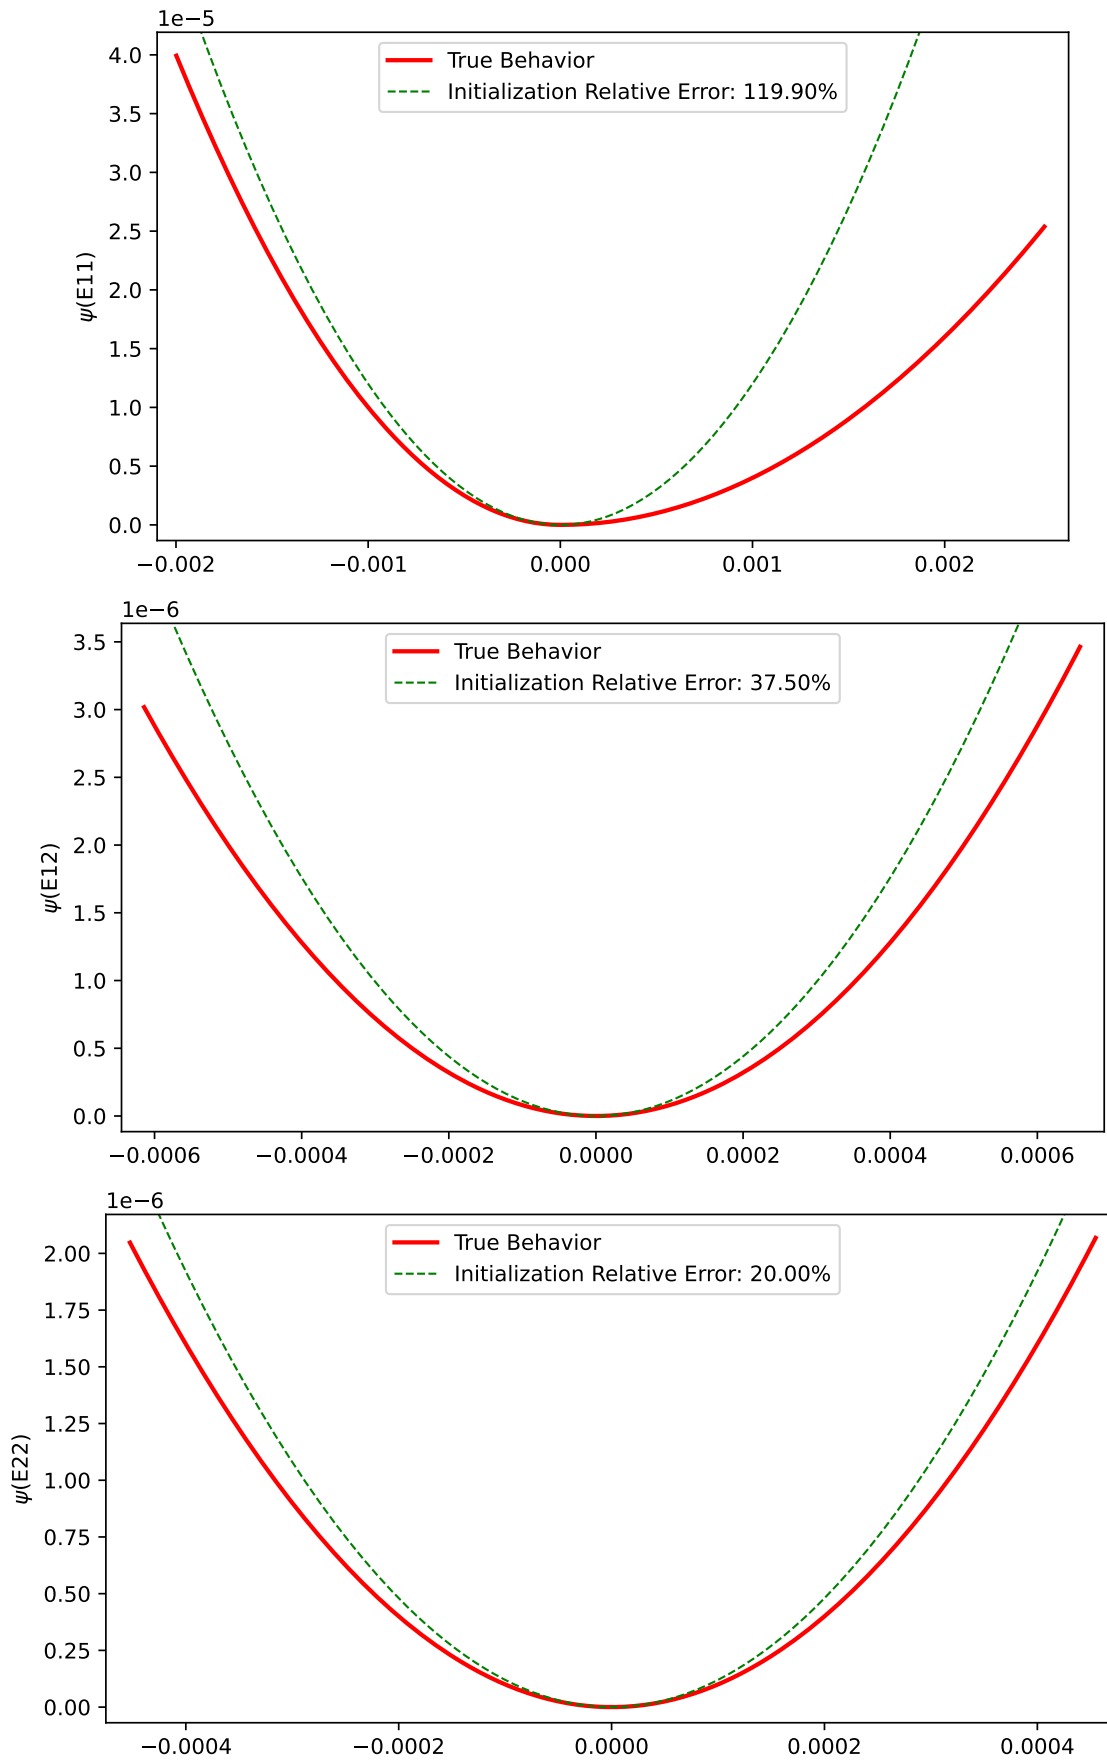 1e−5
True Behavior
Initialization Relative Error: 119.90%
4.0
3.5
3.0
2.5
2.0
1.5
1.0
0.5
0.0
ψ(E11)
−0.002 −0.001 0.000 0.001 0.002
1e−6
True Behavior
Initialization Relative Error: 37.50%
3.5
3.0
2.5
2.0
1.5
1.0
0.5
0.0
ψ(E12)
−0.0006 −0.0004 −0.0002 0.0000 0.0002 0.0004 0.0006
1e−6
True Behavior
Initialization Relative Error: 20.00%
2.00
1.75
1.50
1.25
1.00
0.75
0.50
0.25
0.00
ψ(E22)
−0.0004 −0.0002 0.0000 0.0002 0.0004